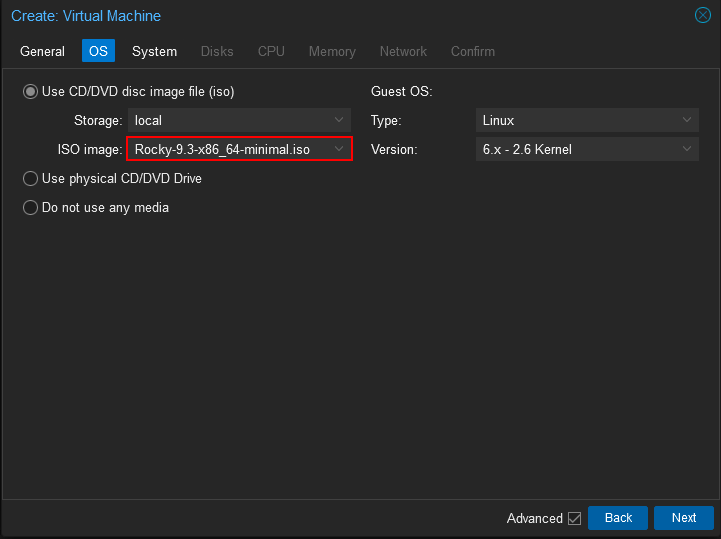 Create: Virtual Machine
General OS System Disks CPU Memory Network Confirm
Use CD/DVD disc image file (iso) Guest OS:
Storage: local Type: Linux
ISO image: Rocky-9.3-x86_64-minimal.iso Version: 6.x - 2.6 Kernel
Use physical CD/DVD Drive
Do not use any media
Advanced Back Next